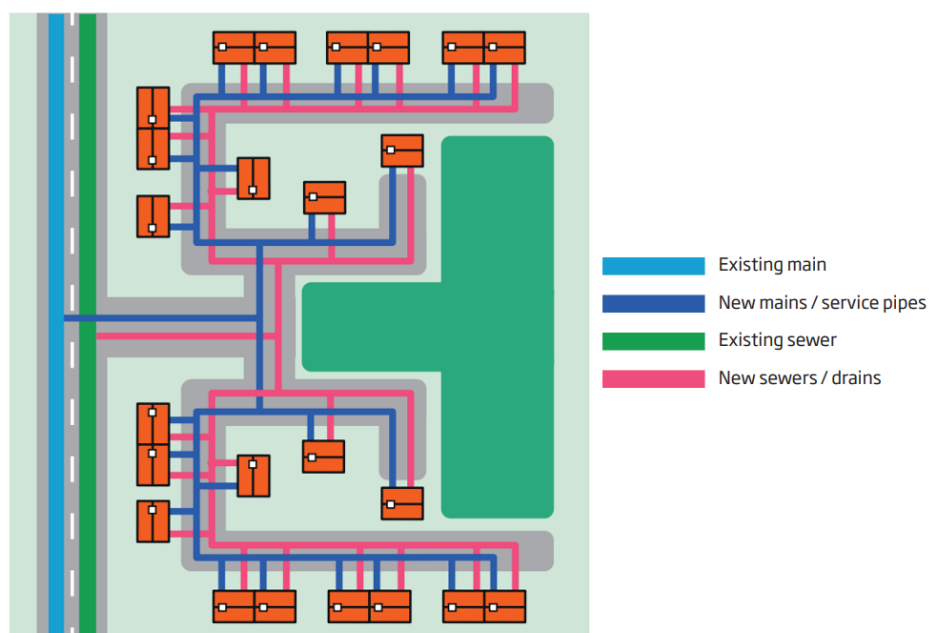 Existing main
New mains / service pipes
Existing sewer
New sewers / drains